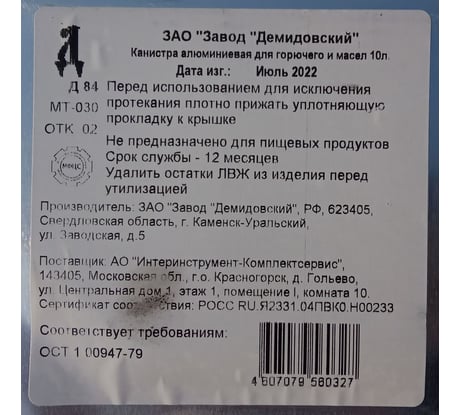 ЗАО "Завод "Демидовский"
Канистра алюминиевая для горючего и масел 10л.
Дата изг.: Июль 2022
Д
Д 84
МТ-030
ОТК 02
Перед использованием для исключения
протекания плотно прижать уплотняющую
прокладку к крышке
Не предназначено для пищевых продуктов
Срок службы - 12 месяцев
Удалить остатки ЛВЖ из изделия перед
утилизацией
Производитель: ЗАО "Завод "Демидовский", РФ, 623405,
Свердловская область, г. Каменск-Уральский,
ул. Заводская, д.5
Поставщик: АО "Интеринструмент-Комплектсервис",
143405, Московская обл., г.о. Красногорск, д. Гольево,
ул. Центральная дом 1, этаж 1, помещение I, комната 10.
Сертификат соответствия: РОСС RU.Я2331.04ПВК0.Н00233
Соответствует требованиям:
ОСТ 1 00947-79
4 607079 580327